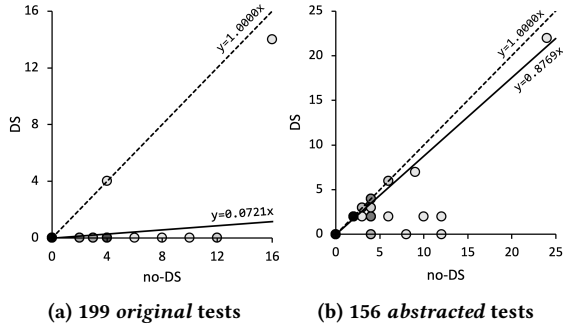 16
12
8
4
0
DS
y=1.0000x
y=0.0721x
0
4
8
12
16
no-DS
(a) 199 original tests
25
20
15
10
5
0
DS
y=1.0000x
y=0.8769x
0
5
10
15
20
25
no-DS
(b) 156 abstracted tests